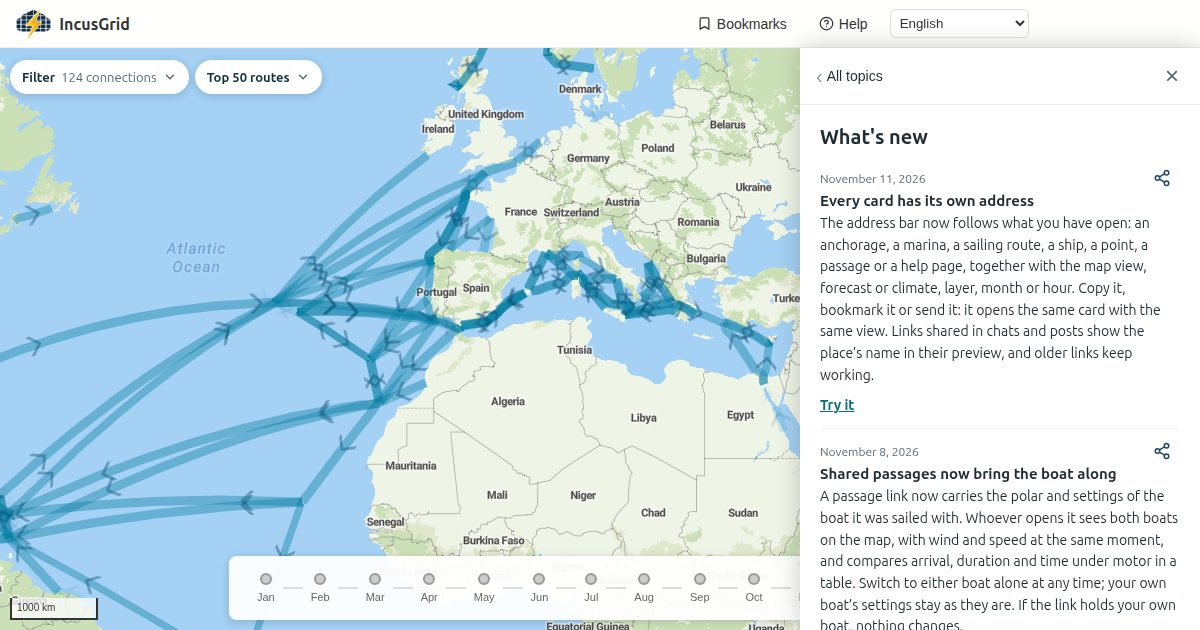 IncusGrid
Bookmarks
Help
English
Filter 124 connections
Top 50 routes
Denmark
United Kingdom
Ireland
Belarus
Poland
Germany
Ukraine
Austria
France
Switzerland
Romania
Bulgaria
Atlantic
Ocean
Portugal
Spain
Turke
Tunisia
Algeria
Libya
Egypt
Mauritania
Mali
Niger
Chad
Sudan
Senegal
Burkina Faso
Nigeria
Equatorial Guinea
Uganda
1000 km
Jan
Feb
Mar
Apr
May
Jun
Jul
Aug
Sep
Oct
All topics
What's new
November 11, 2026
Every card has its own address
The address bar now follows what you have open: an
anchorage, a marina, a sailing route, a ship, a point, a
passage or a help page, together with the map view,
forecast or climate, layer, month or hour. Copy it,
bookmark it or send it: it opens the same card with the
same view. Links shared in chats and posts show the
place's name in their preview, and older links keep
working.
Try it
November 8, 2026
Shared passages now bring the boat along
A passage link now carries the polar and settings of the
boat it was sailed with. Whoever opens it sees both boats
on the map, with wind and speed at the same moment,
and compares arrival, duration and time under motor in a
table. Switch to either boat alone at any time; your own
boat's settings stay as they are. If the link holds your own
boat, nothing changes.